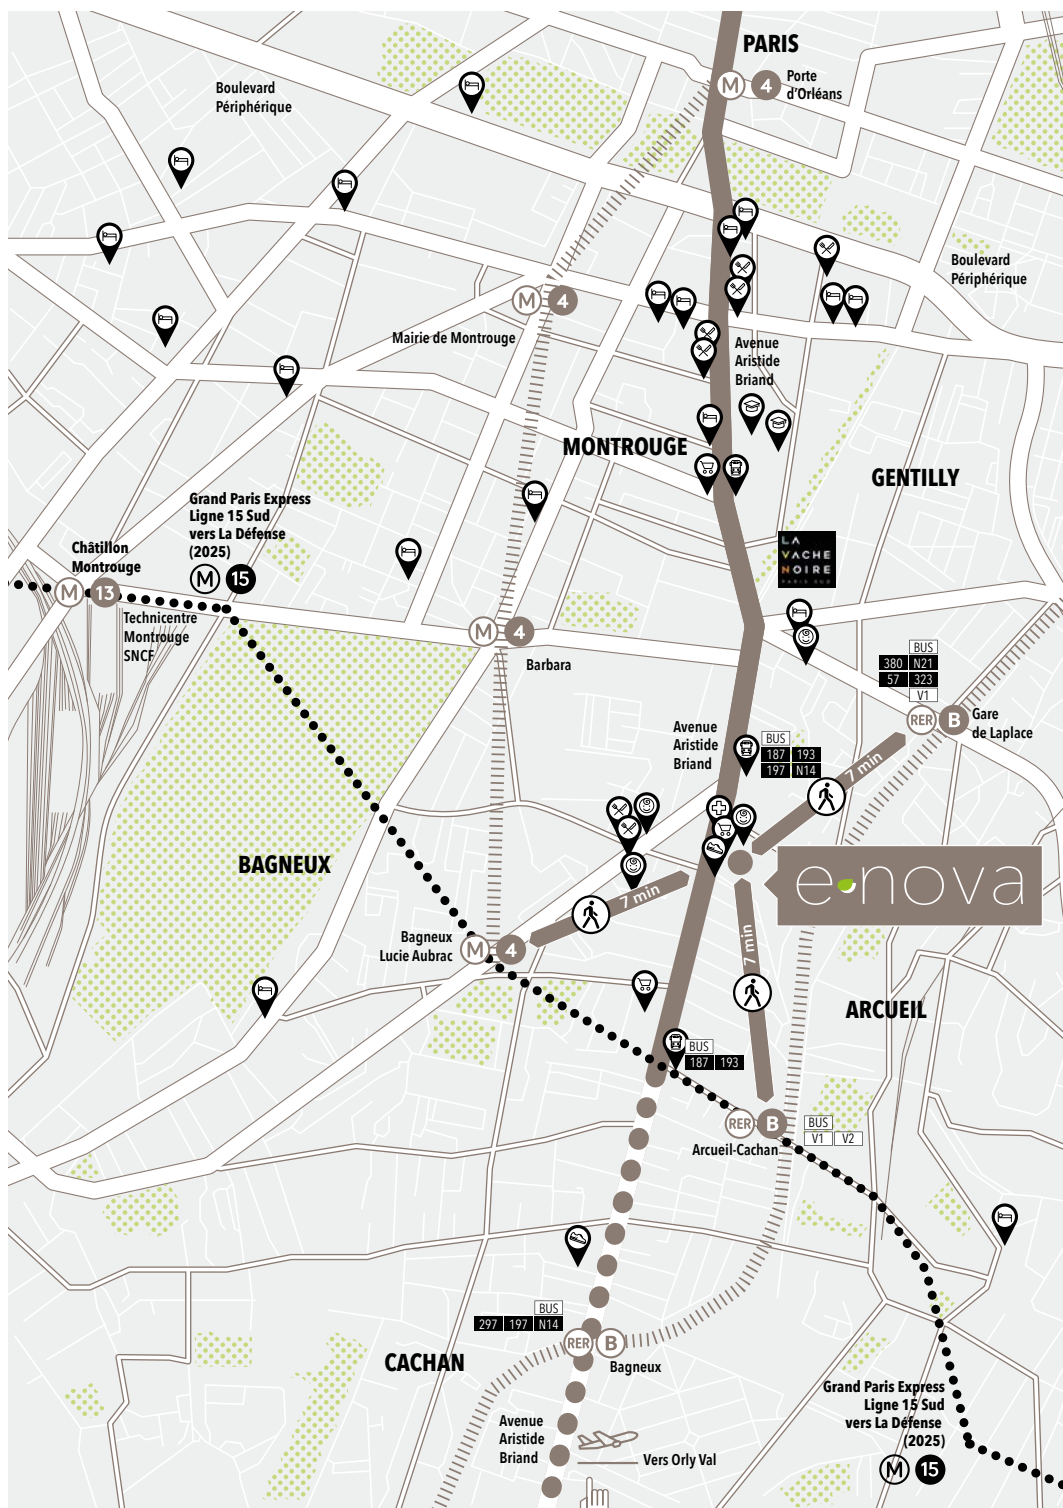 PARIS
M 4
Porte
d'Orléans
Boulevard
Périphérique
Boulevard
Périphérique
M 4
Mairie de Montrouge
Avenue
Aristide
Briand
MONTROUGE
GENTILLY
Grand Paris Express
Ligne 15 Sud
vers La Défense
(2025)
M 15
LA
VACHE
NOIRE
PARIS SUD
Châtillon
Montrouge
M 13
Technicentre
Montrouge
SNCF
M 4
Barbara
BUS
380 N21
57 323
V1
RER B
Gare
de Laplace
Avenue
Aristide
Briand
BUS
187 193
197 N14
7 min
BAGNEUX
e nova
7 min
7 min
Bagneux
Lucie Aubrac
M 4
ARCUEIL
BUS
187 193
RER B
Arcueil-Cachan
BUS
V1 V2
BUS
297 197 N14
RER B
Bagneux
CACHAN
Grand Paris Express
Ligne 15 Sud
vers La Défense
(2025)
M 15
Avenue
Aristide
Briand
Vers Orly Val